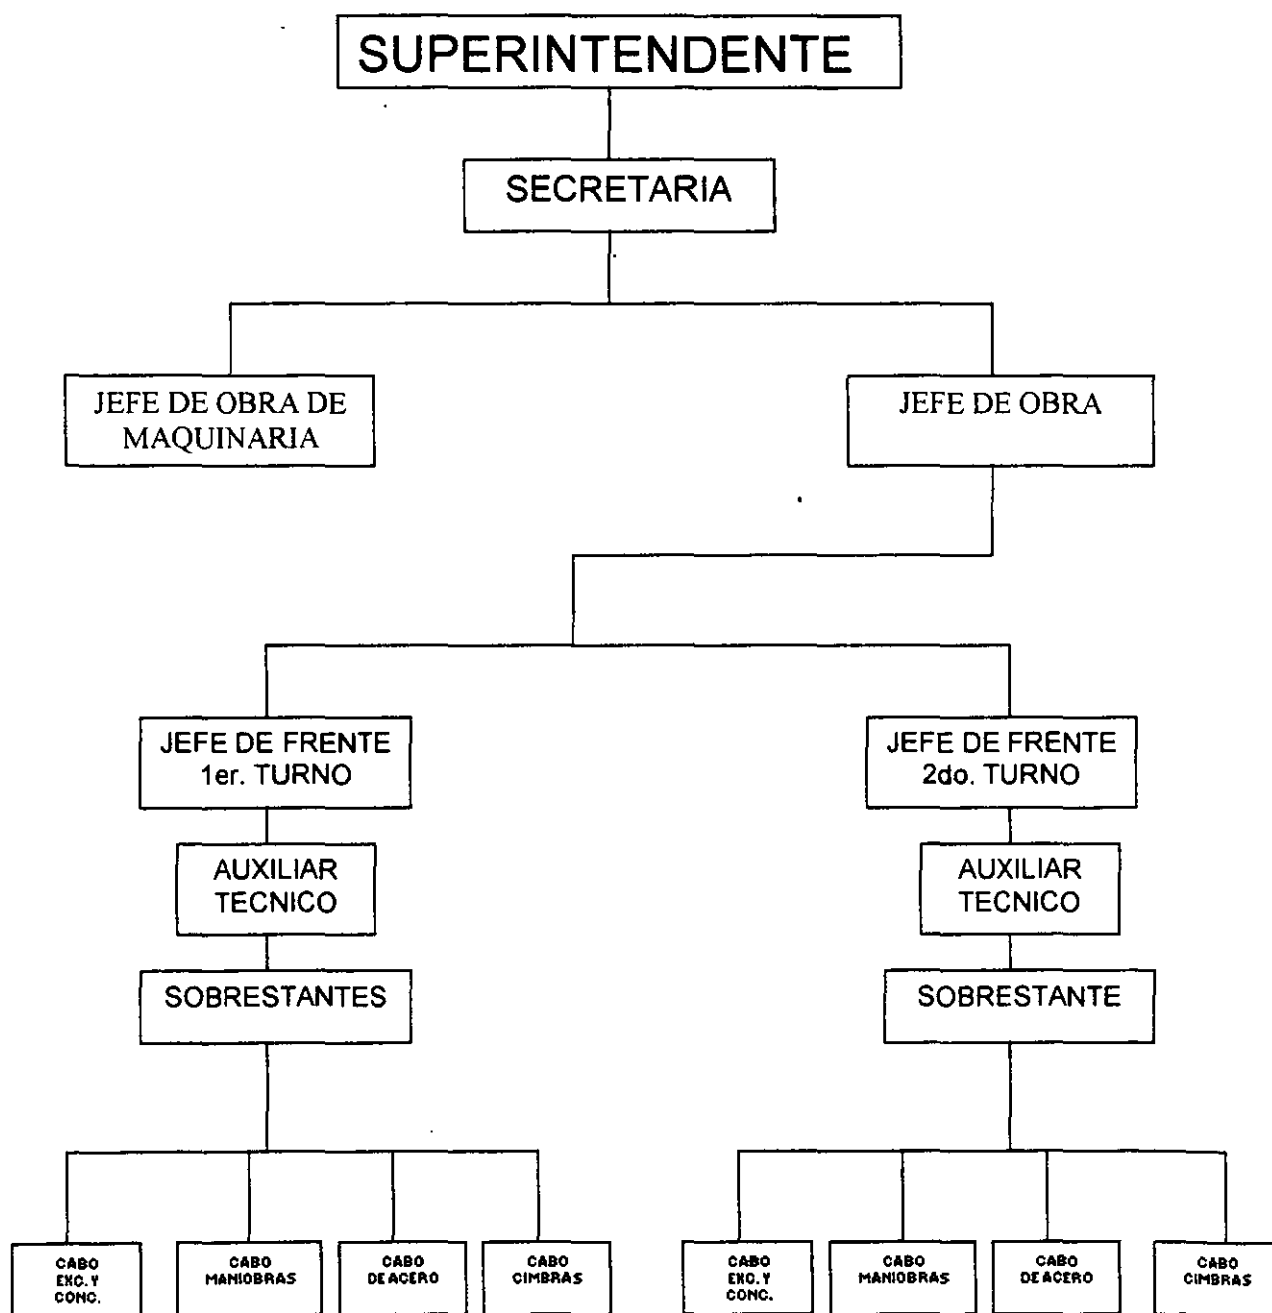 SUPERINTENDENTE
SECRETARIA
JEFE DE OBRA DE
MAQUINARIA
JEFE DE OBRA
JEFE DE FRENTE
1er. TURNO
JEFE DE FRENTE
2do. TURNO
AUXILIAR
TECNICO
AUXILIAR
TECNICO
SOBRESTANTES
SOBRESTANTE
CABO
EXC. Y
CONC.
CABO
MANIOBRAS
CABO
DE ACERO
CABO
CIMBRAS
CABO
EXC. Y
CONC.
CABO
MANIOBRAS
CABO
DE ACERO
CABO
CIMBRAS